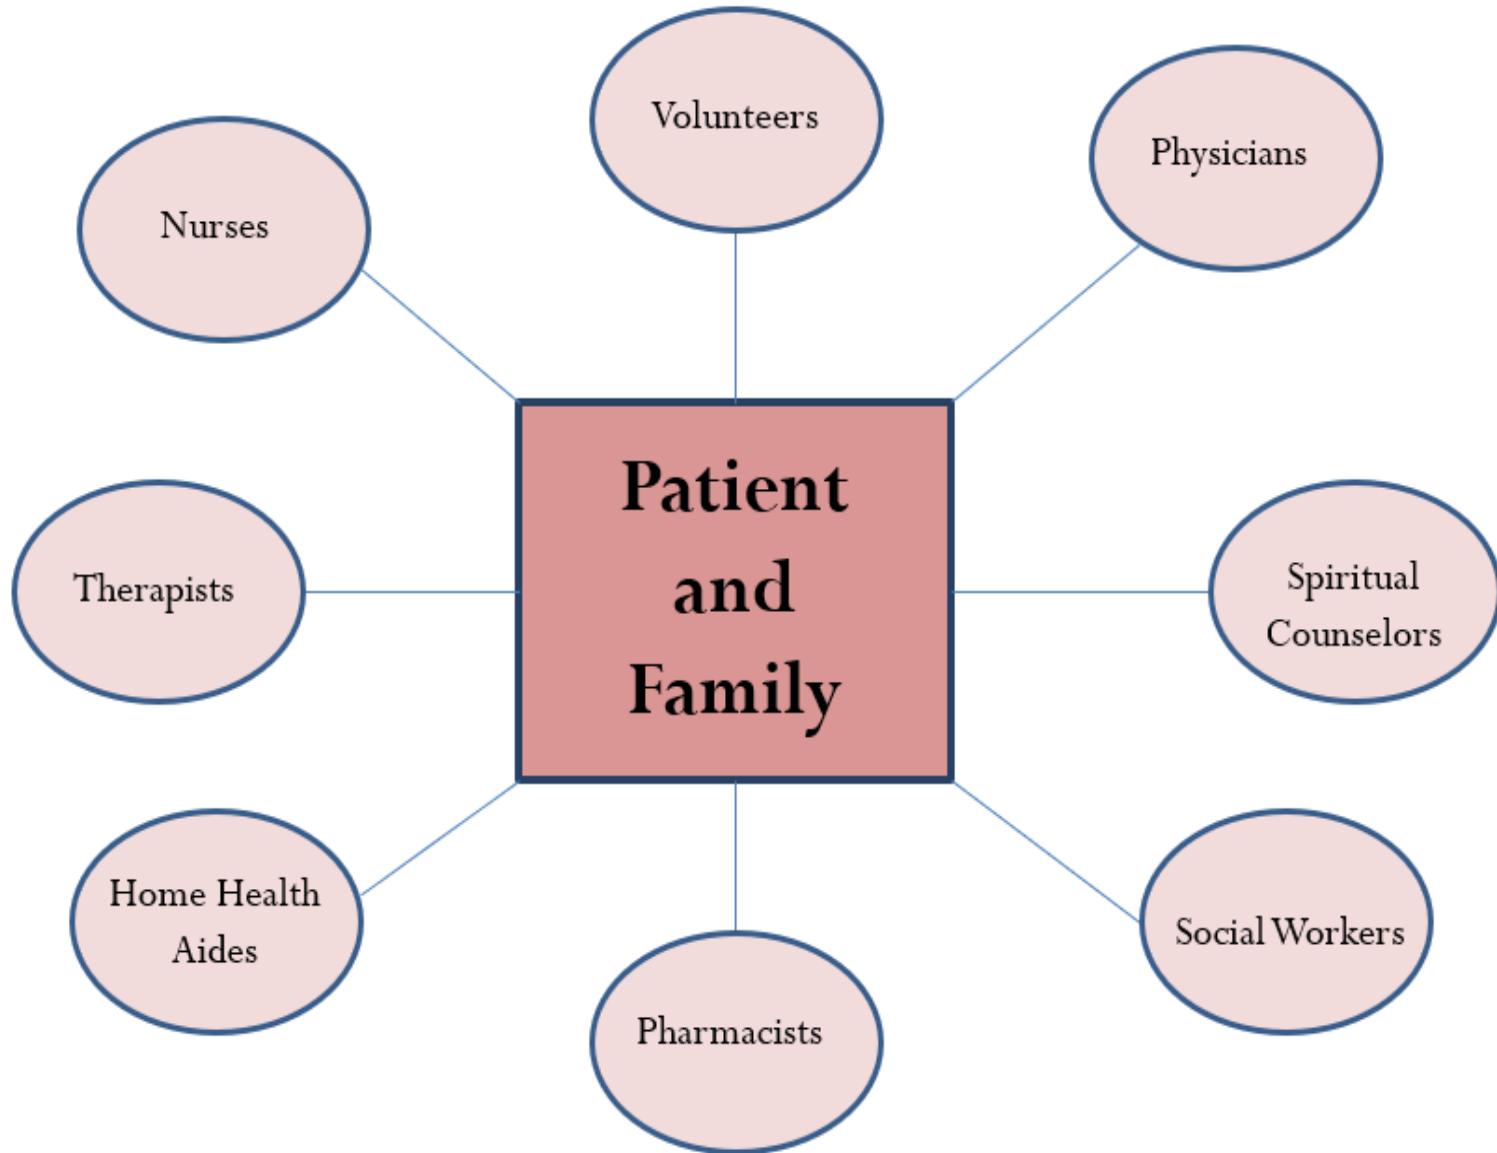 Volunteers
Physicians
Nurses
Patient
and
Family
Therapists
Spiritual
Counselors
Home Health
Aides
Social Workers
Pharmacists